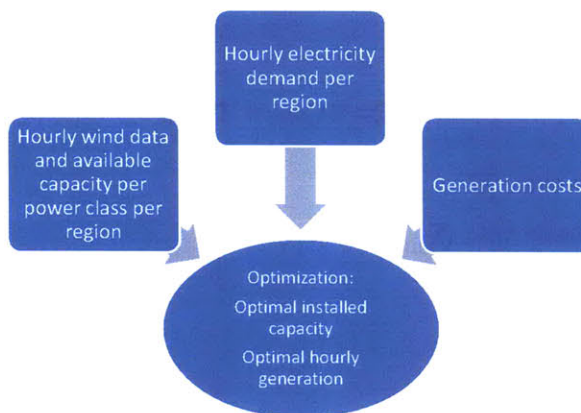 Hourly electricity
demand per
region
Hourly wind data
and available
capacity per
power class per
region
Generation costs
Optimization:
Optimal installed
capacity
Optimal hourly
generation